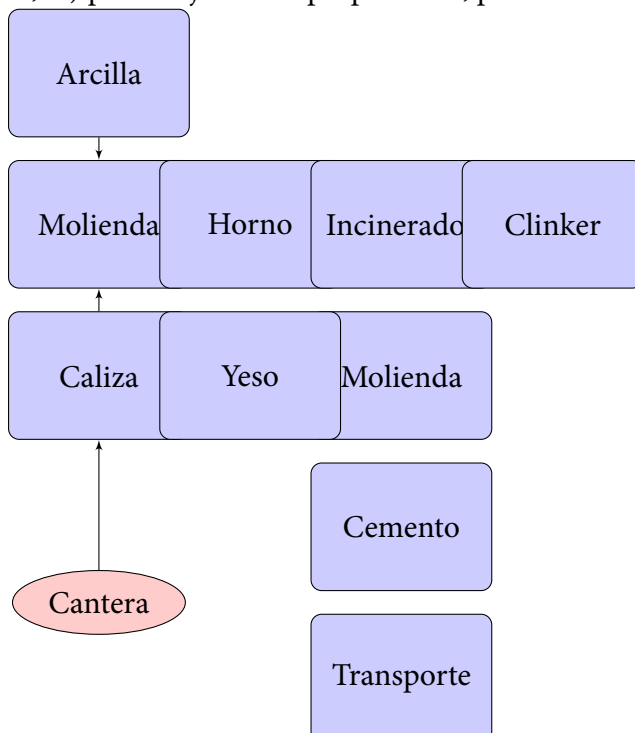 Arcilla
Molienda Horno Incinerado Clinker
Caliza Yeso Molienda
Cemento
Cantera
Transporte